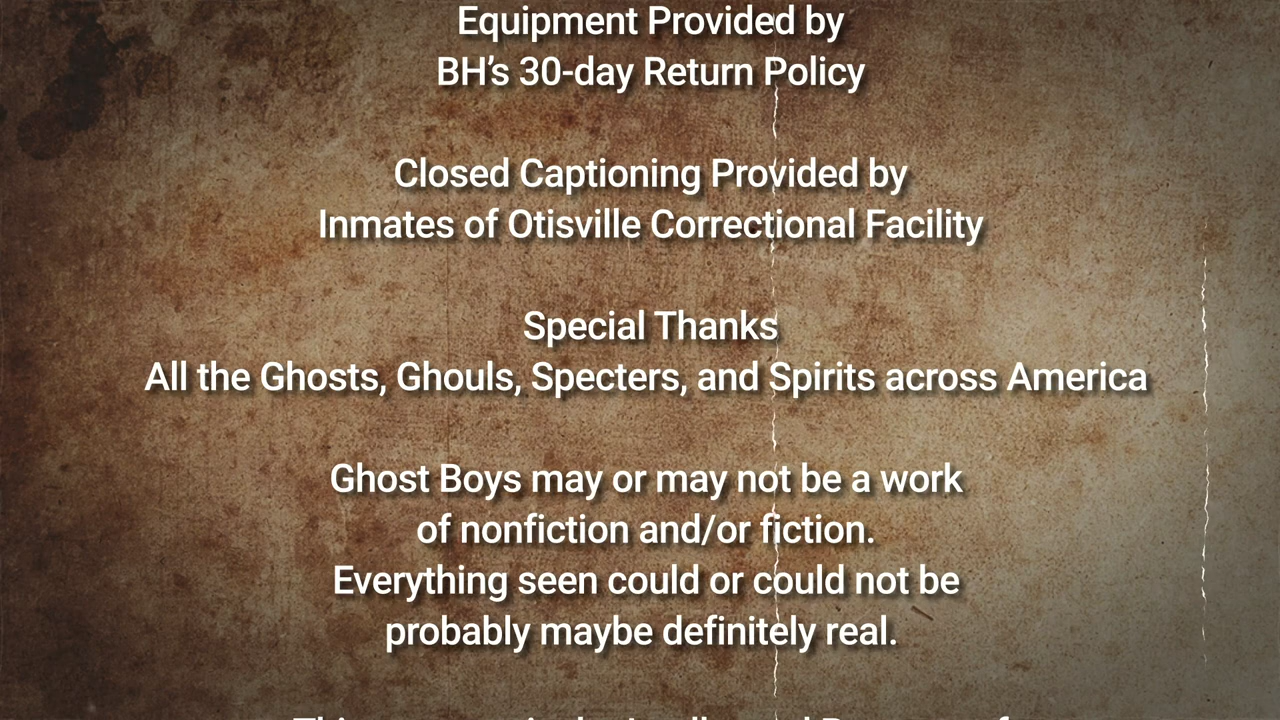 Equipment Provided by
BH’s 30-day Return Policy
Closed Captioning Provided by
Inmates of Otisville Correctional Facility
Special Thanks
All the Ghosts, Ghouls, Specters, and Spirits across America
Ghost Boys may or may not be a work
of nonfiction and/or fiction.
Everything seen could or could not be
probably maybe definitely real.